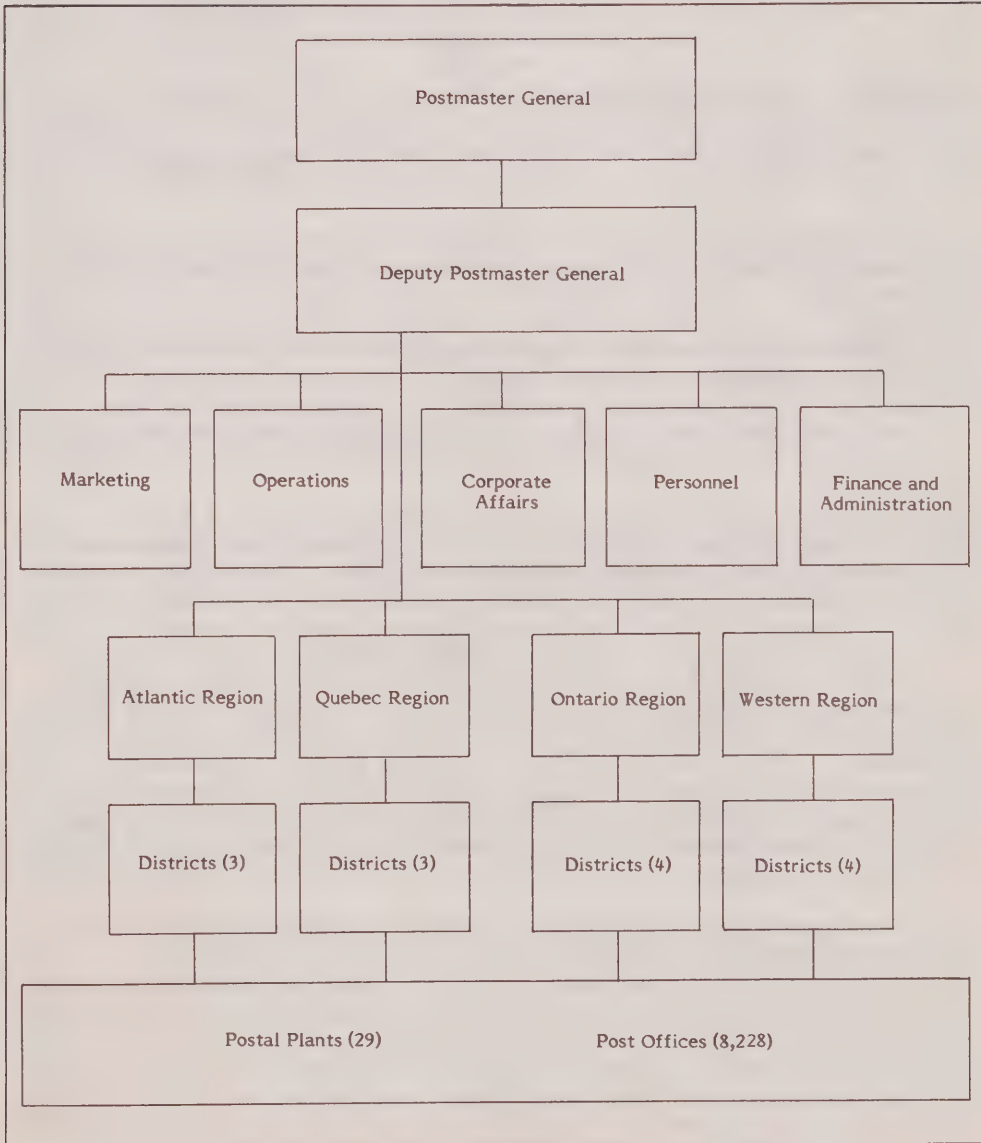 Postmaster General
Deputy Postmaster General
Marketing
Operations
Corporate
Affairs
Personnel
Finance and
Administration
Atlantic Region
Quebec Region
Ontario Region
Western Region
Districts (3)
Districts (3)
Districts (4)
Districts (4)
Postal Plants (29)
Post Offices (8,228)